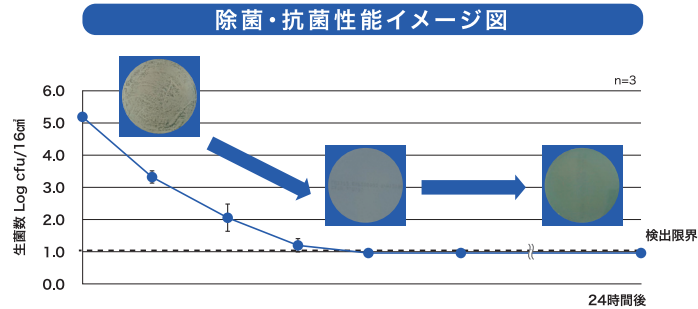 除菌・抗菌性能イメージ図
n=3
生菌数 Log cfu/16㎠
6.0
5.0
4.0
3.0
2.0
1.0
0.0
検出限界
24時間後